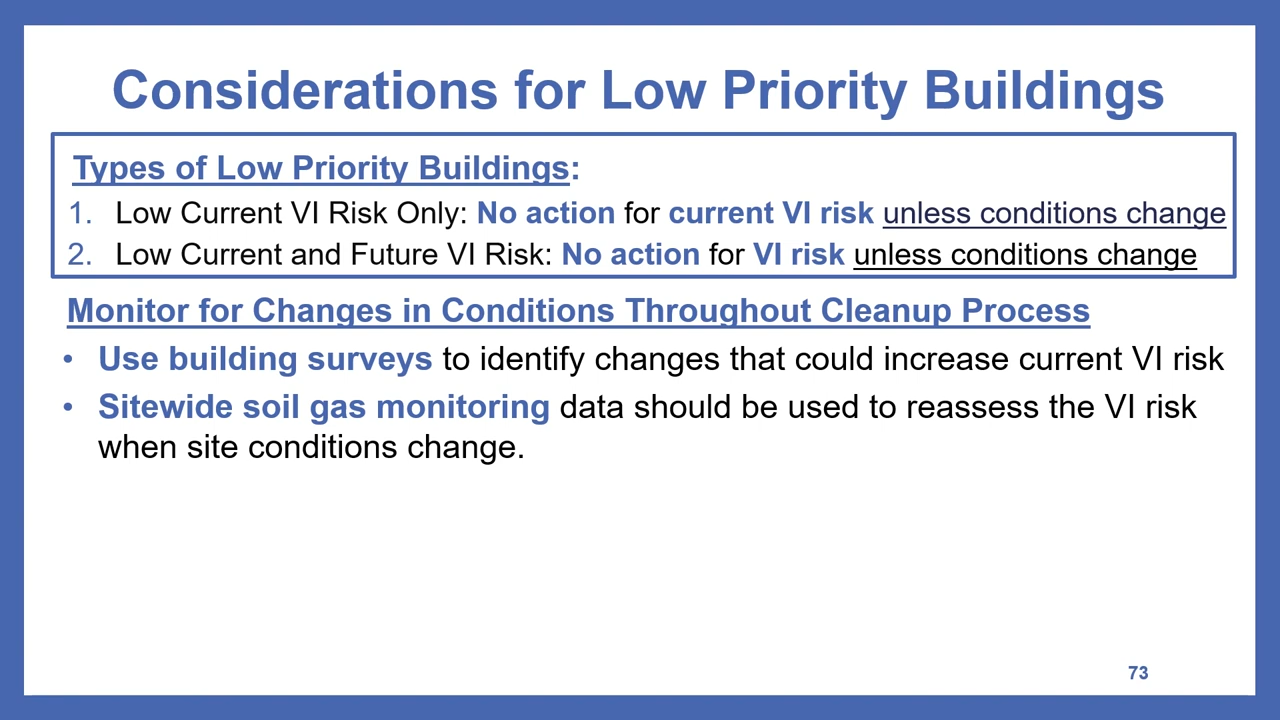 Considerations for Low Priority Buildings
Types of Low Priority Buildings:
1. Low Current VI Risk Only: No action for current VI risk unless conditions change
2. Low Current and Future VI Risk: No action for VI risk unless conditions change
Monitor for Changes in Conditions Throughout Cleanup Process
• Use building surveys to identify changes that could increase current VI risk
• Sitewide soil gas monitoring data should be used to reassess the VI risk
when site conditions change.
73